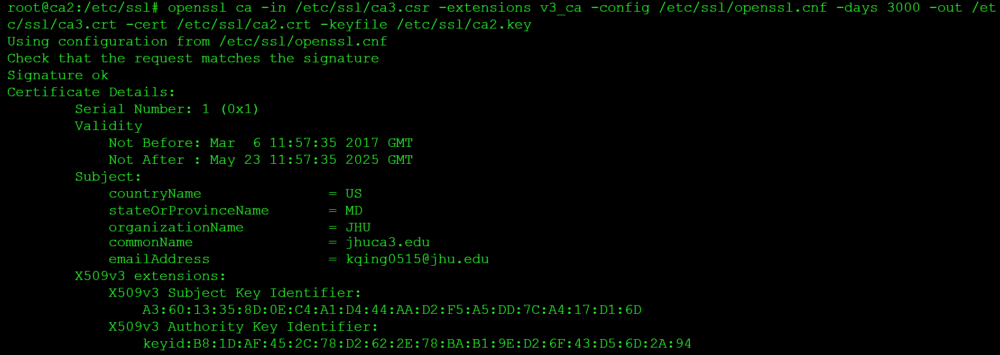 root@ca2:/etc/ssl# openssl ca -in /etc/ssl/ca3.csr -extensions v3_ca -config /etc/ssl/openssl.cnf -days 3000 -out /et
c/ssl/ca3.crt -cert /etc/ssl/ca2.crt -keyfile /etc/ssl/ca2.key
Using configuration from /etc/ssl/openssl.cnf
Check that the request matches the signature
Signature ok
Certificate Details:
        Serial Number: 1 (0x1)
        Validity
            Not Before: Mar  6 11:57:35 2017 GMT
            Not After : May 23 11:57:35 2025 GMT
        Subject:
            countryName               = US
            stateOrProvinceName       = MD
            organizationName          = JHU
            commonName                = jhuca3.edu
            emailAddress              = kqing0515@jhu.edu
        X509v3 extensions:
            X509v3 Subject Key Identifier:
                A3:60:13:35:8D:0E:C4:A1:D4:44:AA:D2:F5:A5:DD:7C:A4:17:D1:6D
            X509v3 Authority Key Identifier:
                keyid:B8:1D:AF:45:2C:78:D2:62:2E:78:BA:B1:9E:D2:6F:43:D5:6D:2A:94